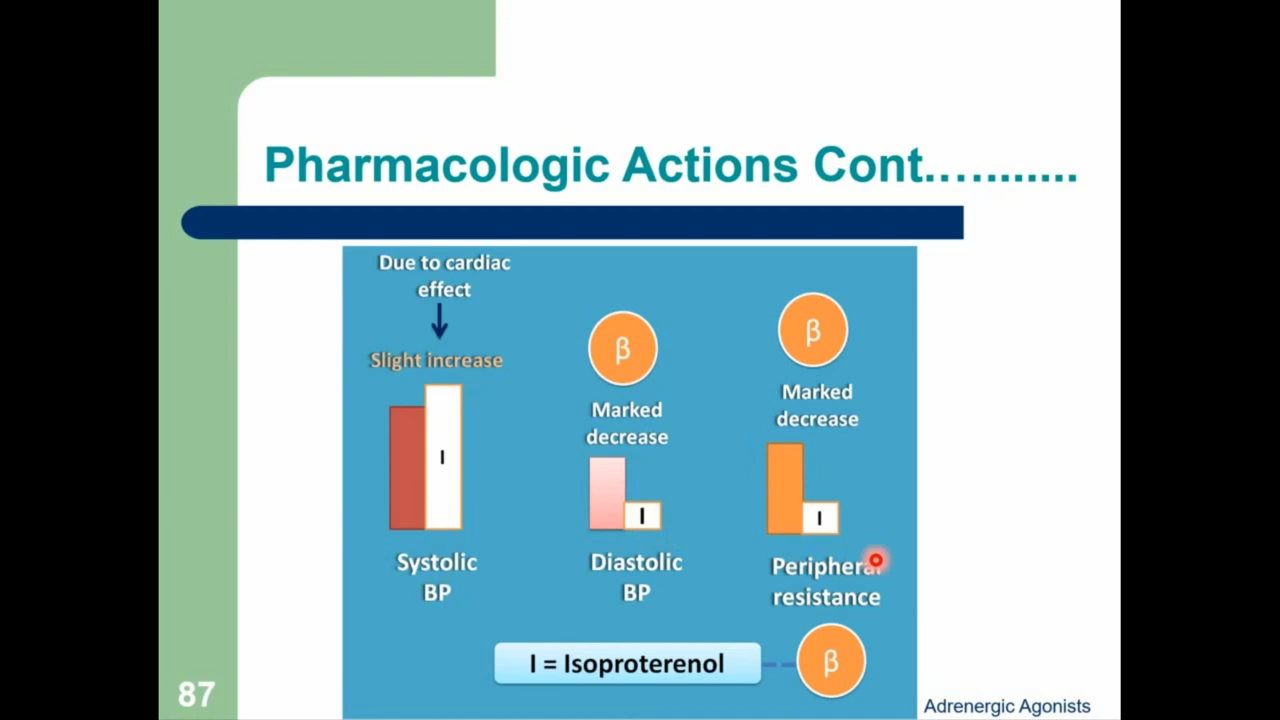 Pharmacologic Actions Cont............
Due to cardiac
effect
Slight increase
I
Systolic
BP
β
Marked
decrease
I
Diastolic
BP
β
Marked
decrease
I
Peripheral
resistance
I = Isoproterenol
β
87
Adrenergic Agonists